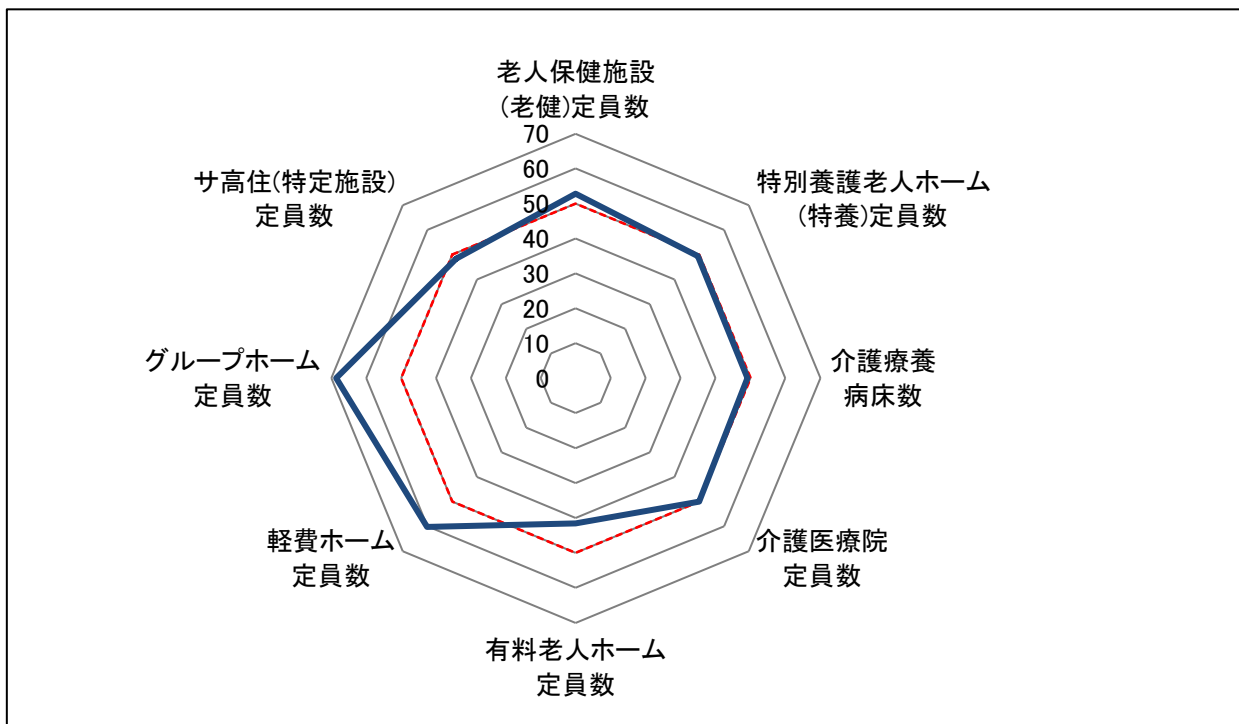 老人保健施設
(老健)定員数
特別養護老人ホーム
(特養)定員数
介護療養
病床数
介護医療院
定員数
有料老人ホーム
定員数
軽費ホーム
定員数
グループホーム
定員数
サ高住(特定施設)
定員数
70
60
50
40
30
20
10
0